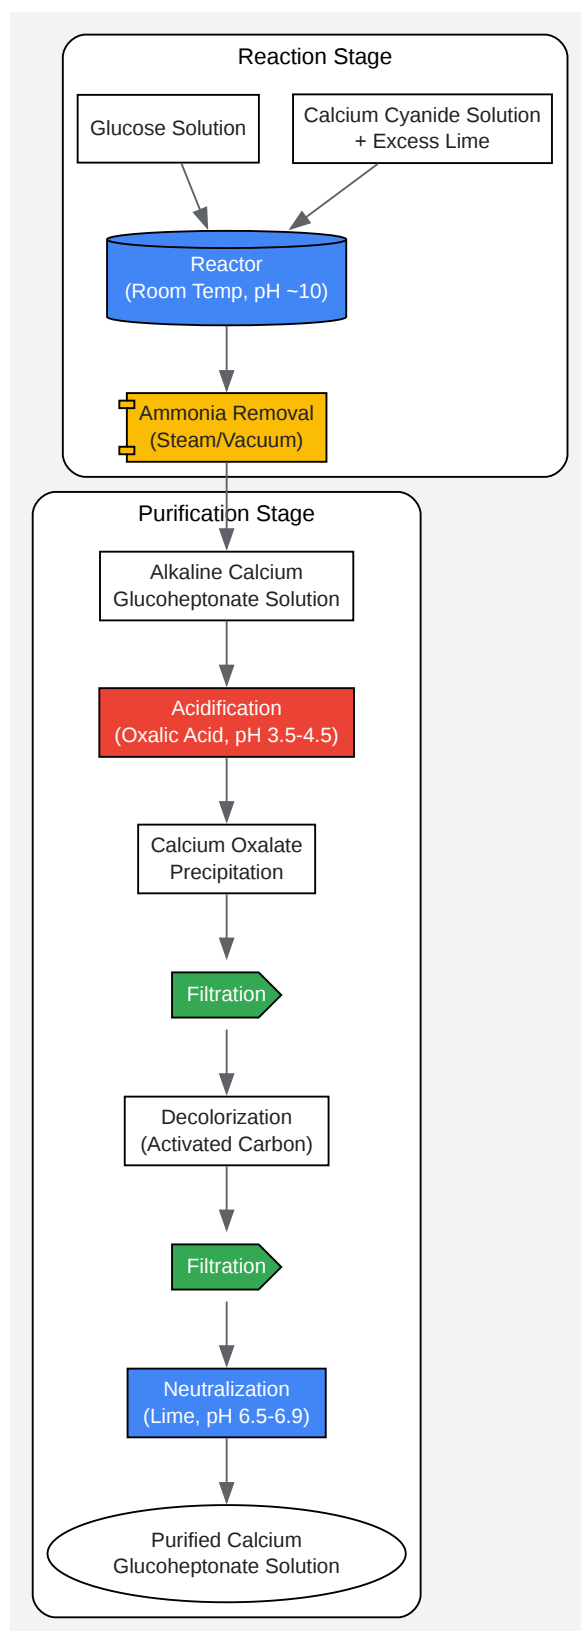 Reaction Stage
Glucose Solution
Calcium Cyanide Solution
+ Excess Lime
Reactor
(Room Temp, pH ~10)
Ammonia Removal
(Steam/Vacuum)
Purification Stage
Alkaline Calcium
Glucoheptonate Solution
Acidification
(Oxalic Acid, pH 3.5-4.5)
Calcium Oxalate
Precipitation
Filtration
Decolorization
(Activated Carbon)
Filtration
Neutralization
(Lime, pH 6.5-6.9)
Purified Calcium
Glucoheptonate Solution